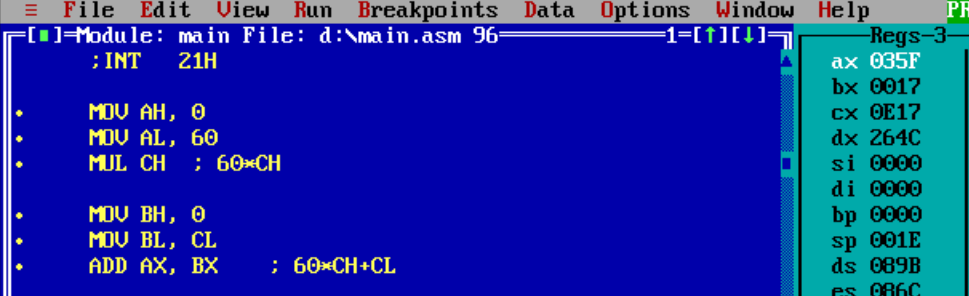 ≡ File Edit View Run Breakpoints Data Options Window Help PR
[■]=Module: main File: d:\main.asm 96 1=[↑][↓]
Regs-3
;INT 21H
MOV AH, 0
MOV AL, 60
MUL CH ; 60*CH
MOV BH, 0
MOV BL, CL
ADD AX, BX ; 60*CH+CL
ax 035F
bx 0017
cx 0E17
dx 264C
si 0000
di 0000
bp 0000
sp 001E
ds 089B
es 086C